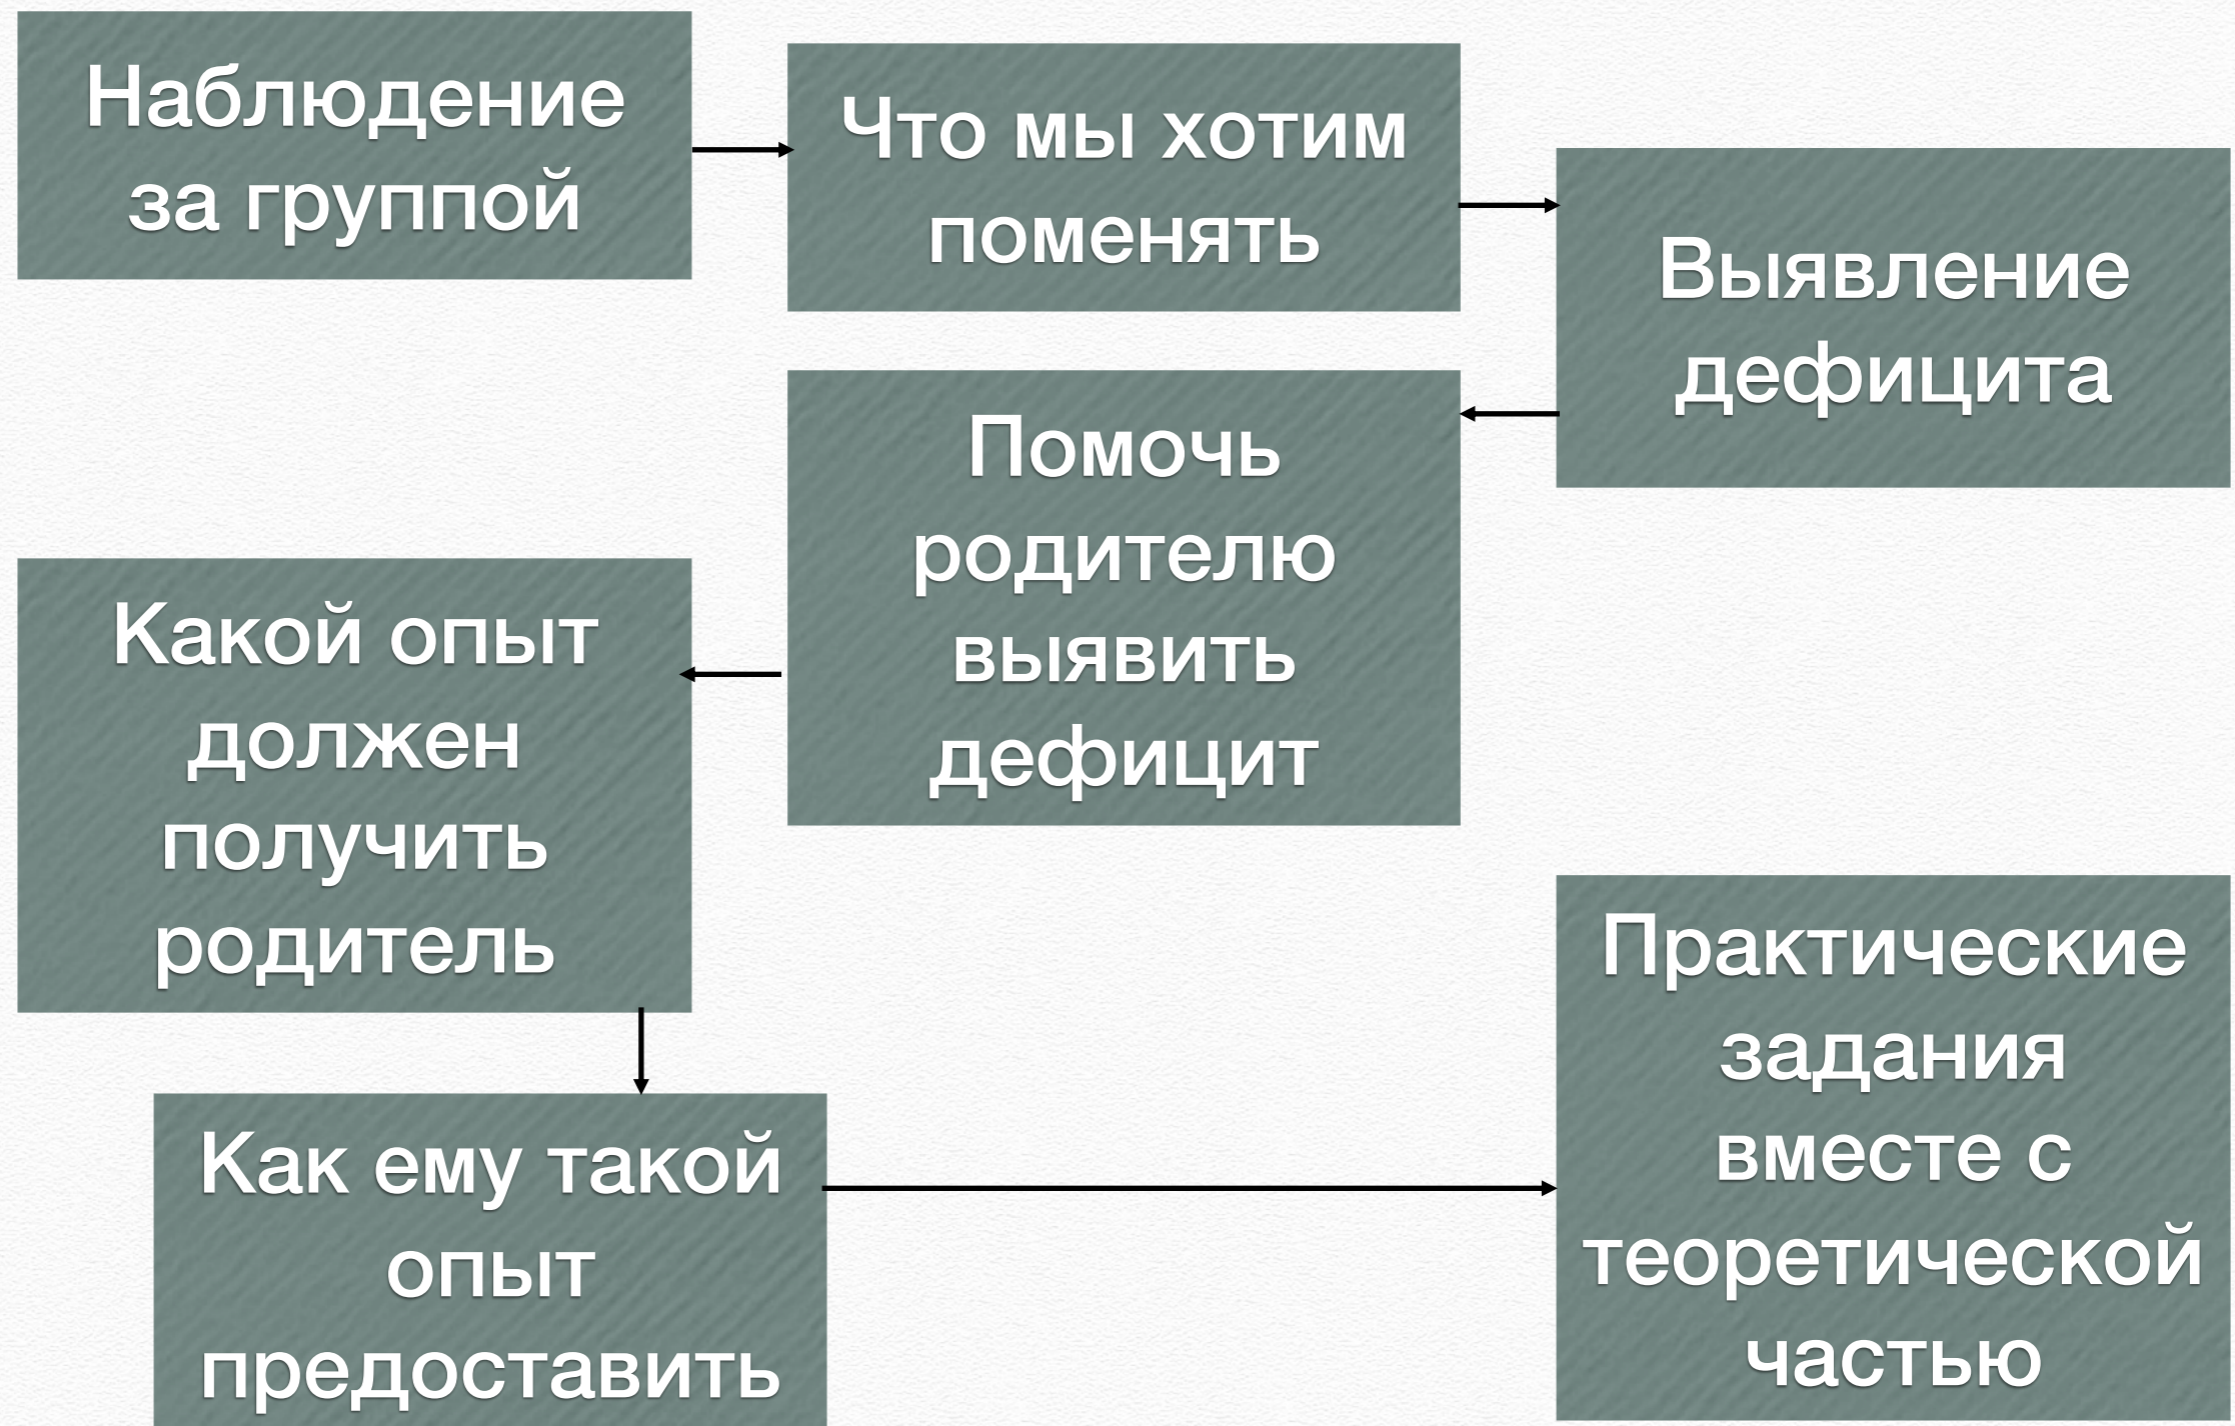 Наблюдение
за группой
Что мы хотим
поменять
Выявление
дефицита
Помочь
родителю
выявить
дефицит
Какой опыт
должен
получить
родитель
Как ему такой
опыт
предоставить
Практические
задания
вместе с
теоретической
частью